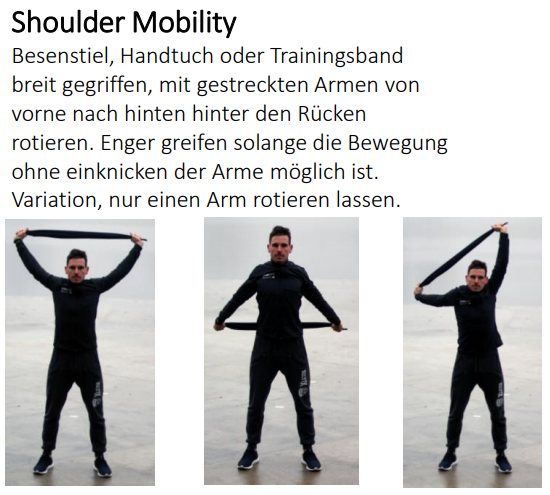 Shoulder Mobility
Besenstiel, Handtuch oder Trainingsband
breit gegriffen, mit gestreckten Armen von
vorne nach hinten hinter den Rücken
rotieren. Enger greifen solange die Bewegung
ohne einknicken der Arme möglich ist.
Variation, nur einen Arm rotieren lassen.